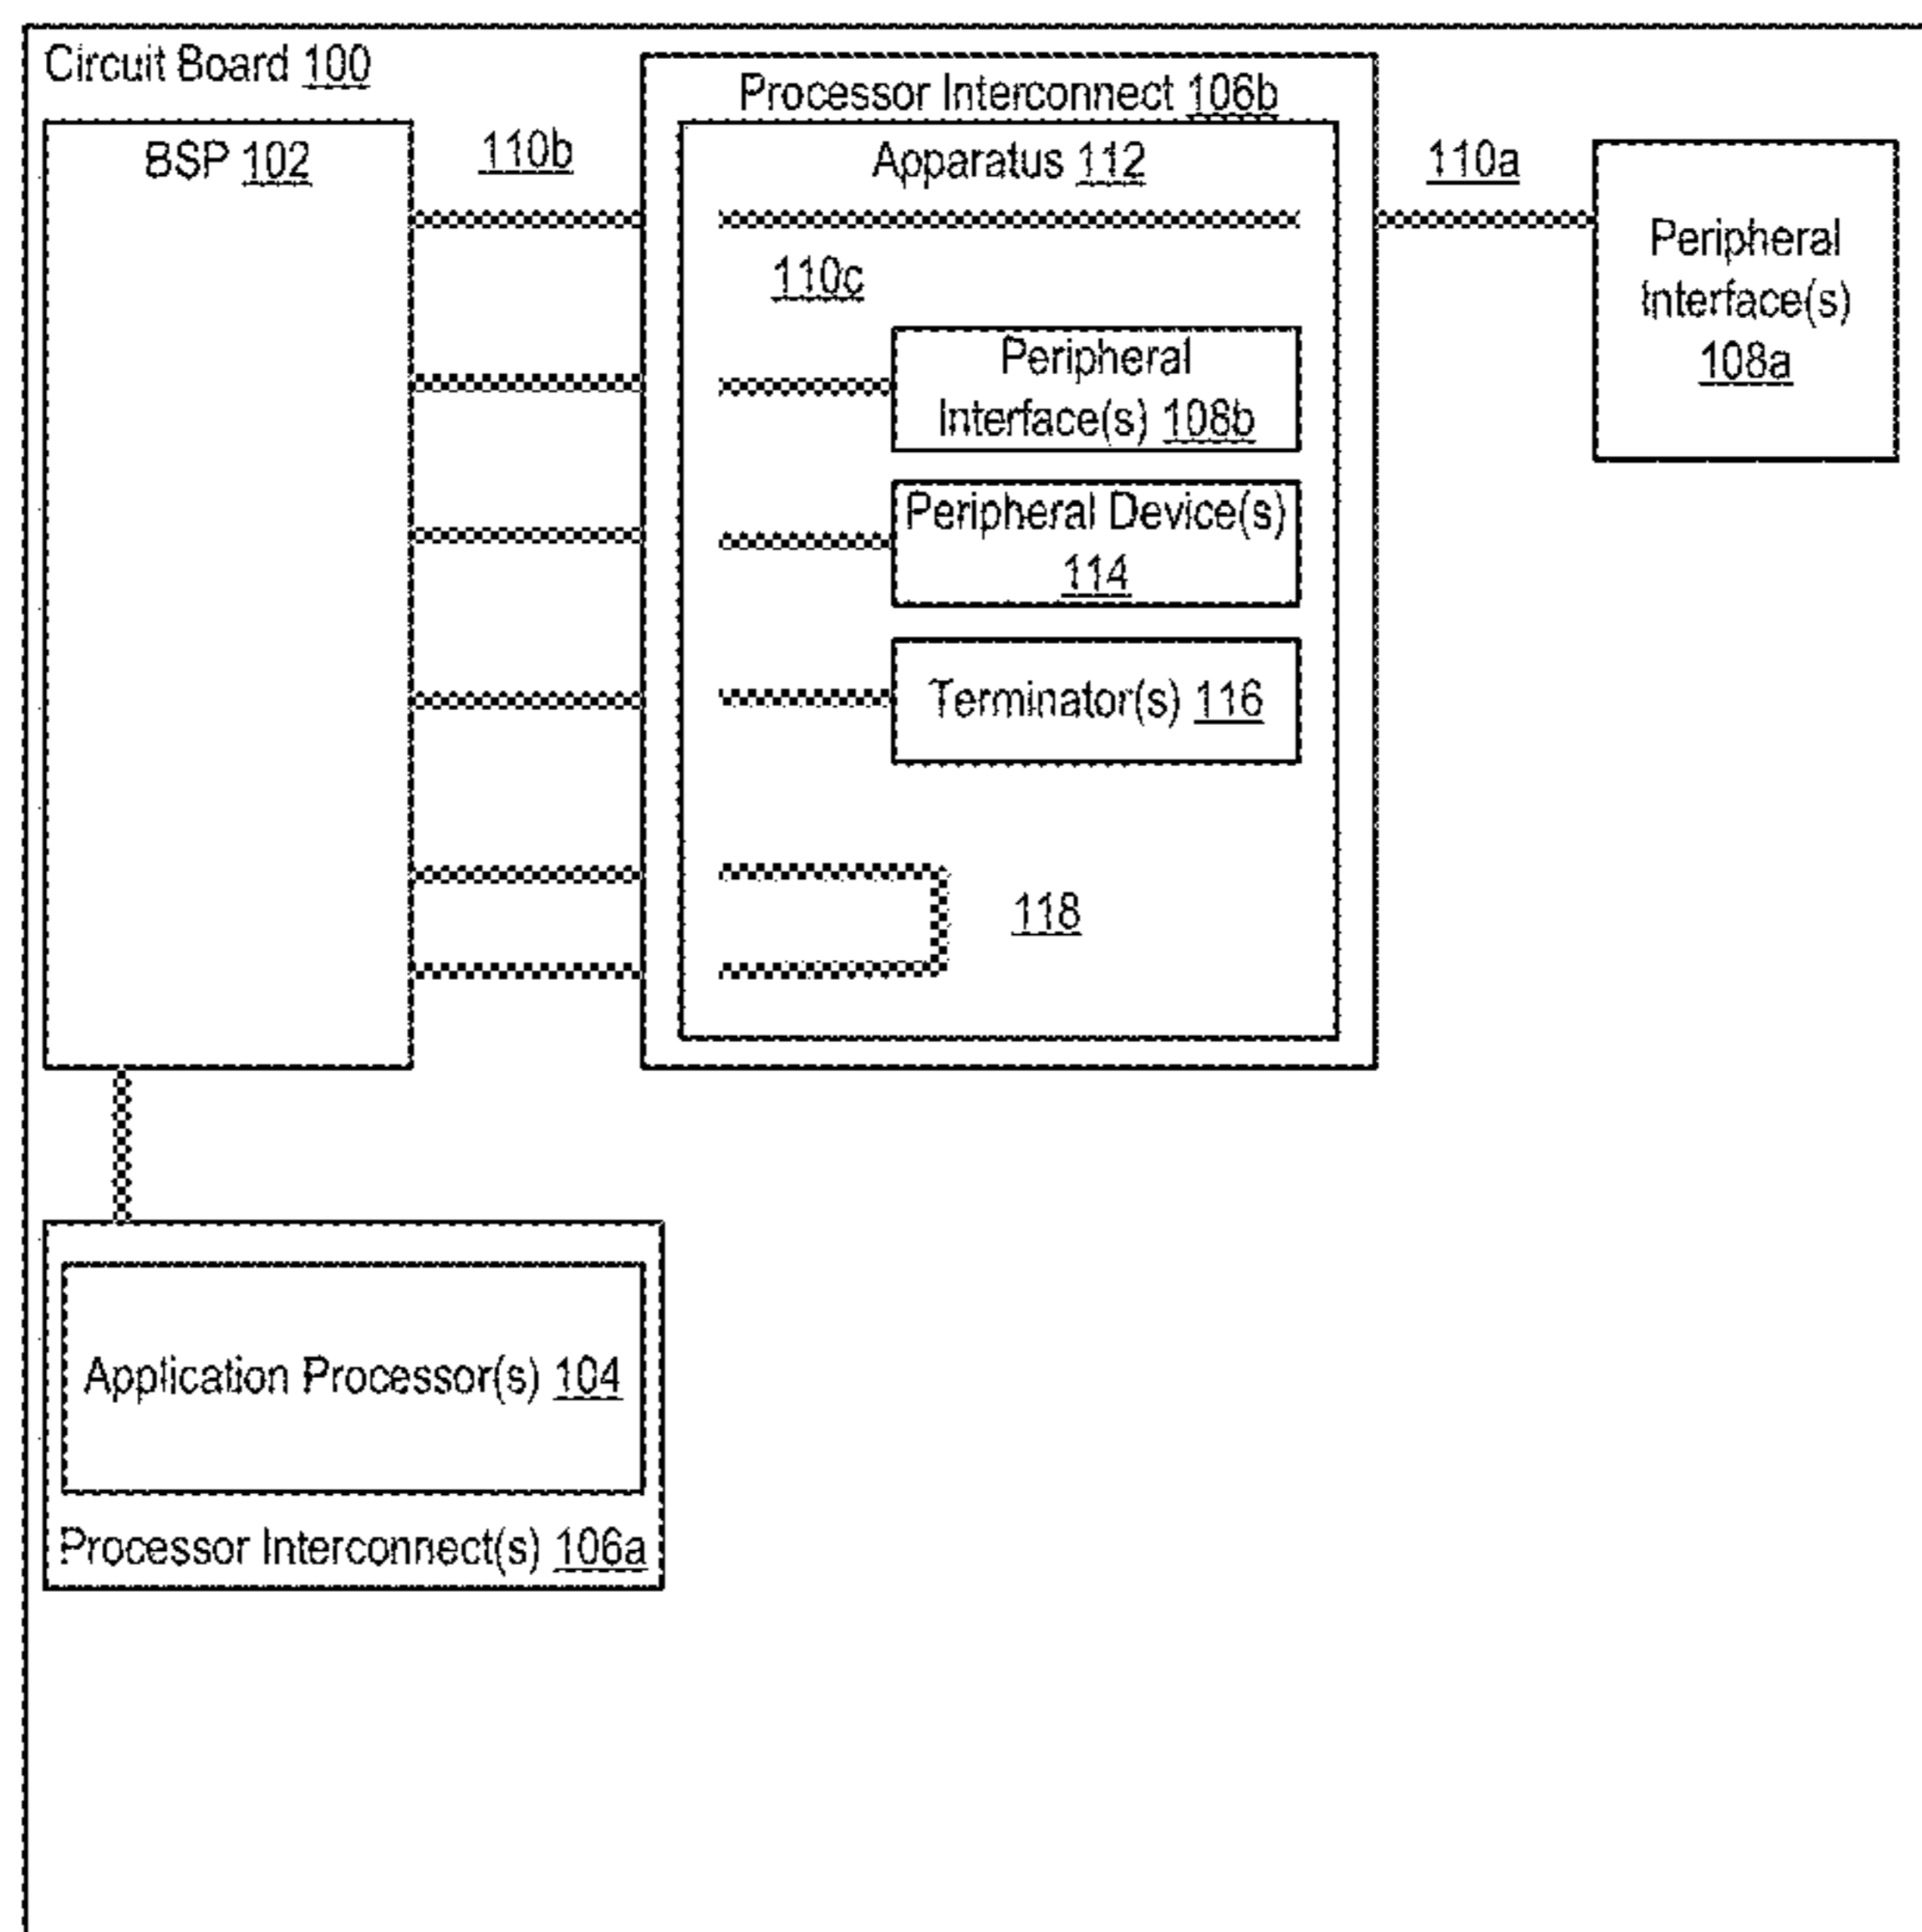 Circuit Board 100
Processor Interconnect 106b
BSP 102
110b
Apparatus 112
110a
110c
Peripheral
Interface(s)
108a
Peripheral
Interface(s) 108b
Peripheral Device(s)
114
Terminator(s) 116
118
Application Processor(s) 104
Processor Interconnect(s) 106a